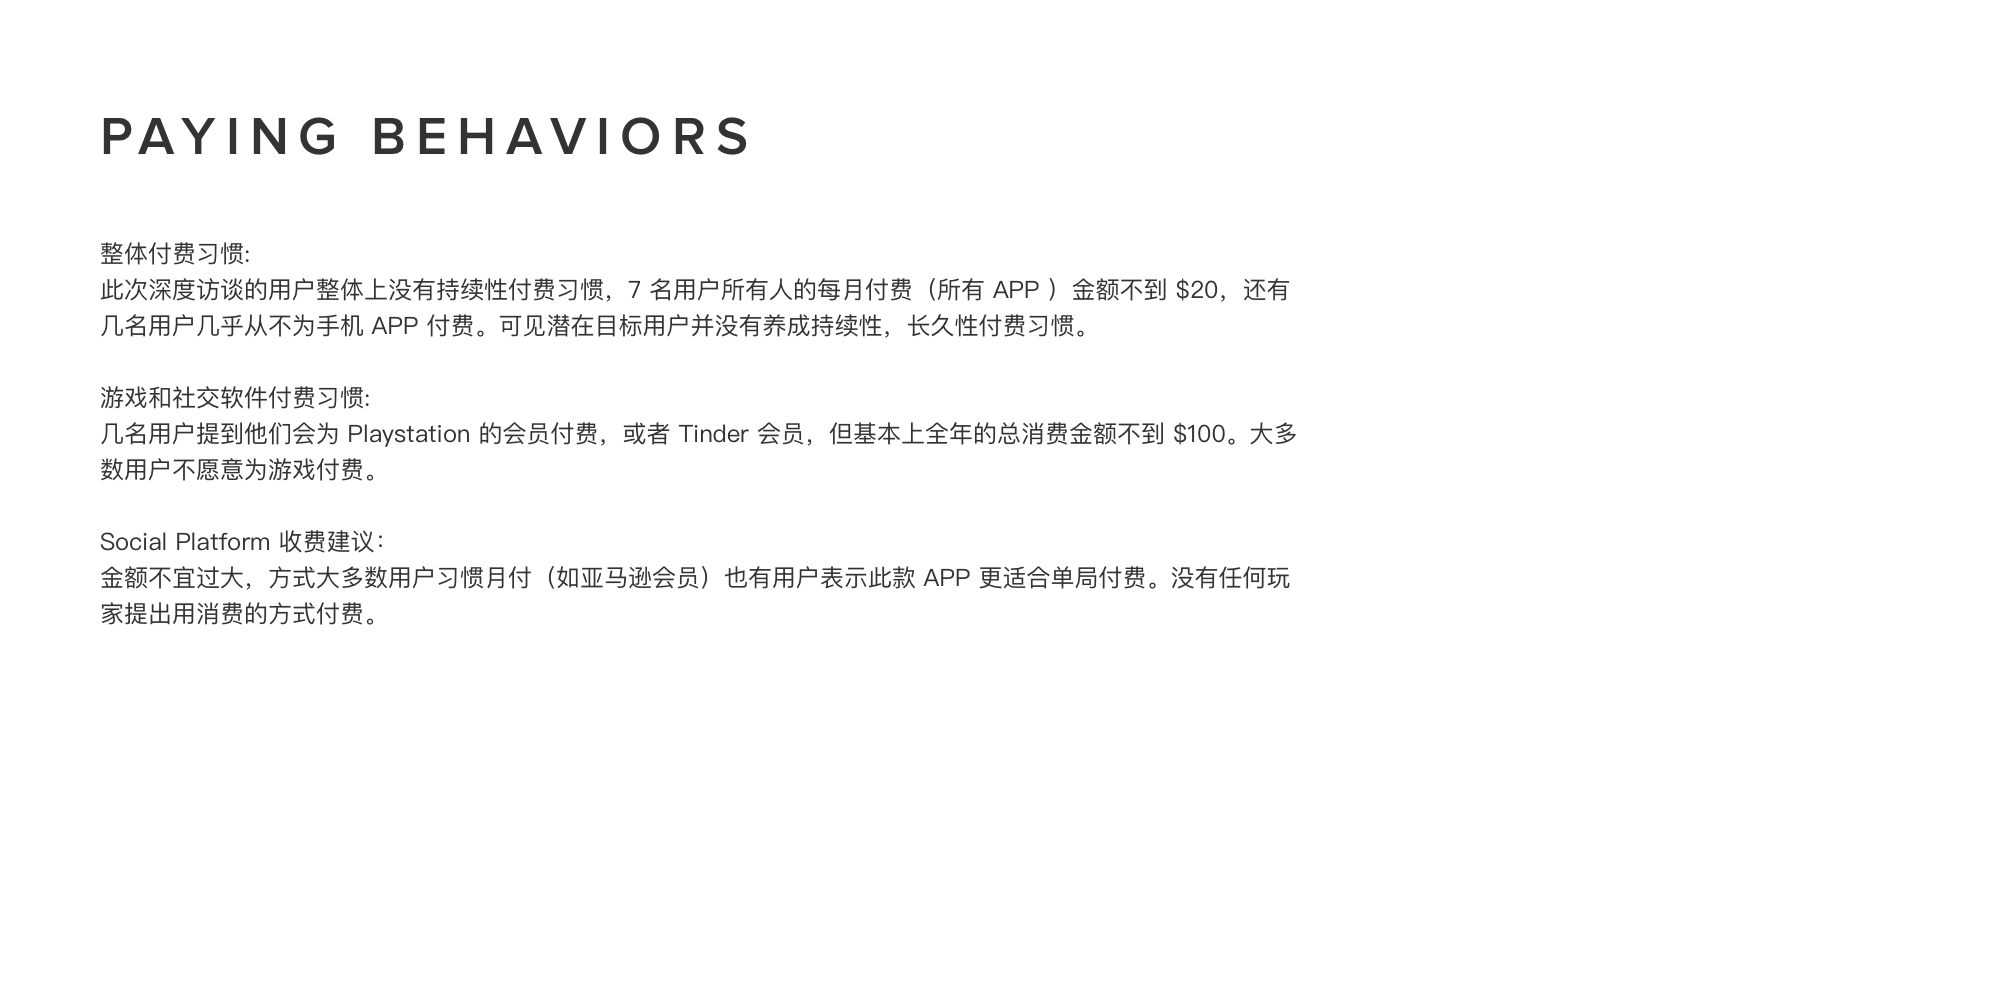 PAYING BEHAVIORS
整体付费习惯:
此次深度访谈的用户整体上没有持续性付费习惯，7 名用户所有人的每月付费（所有 APP ）金额不到 $20，还有
几名用户几乎从不为手机 APP 付费。可见潜在目标用户并没有养成持续性，长久性付费习惯。
游戏和社交软件付费习惯:
几名用户提到他们会为 Playstation 的会员付费，或者 Tinder 会员，但基本上全年的总消费金额不到 $100。大多
数用户不愿意为游戏付费。
Social Platform 收费建议：
金额不宜过大，方式大多数用户习惯月付（如亚马逊会员）也有用户表示此款 APP 更适合单局付费。没有任何玩
家提出用消费的方式付费。